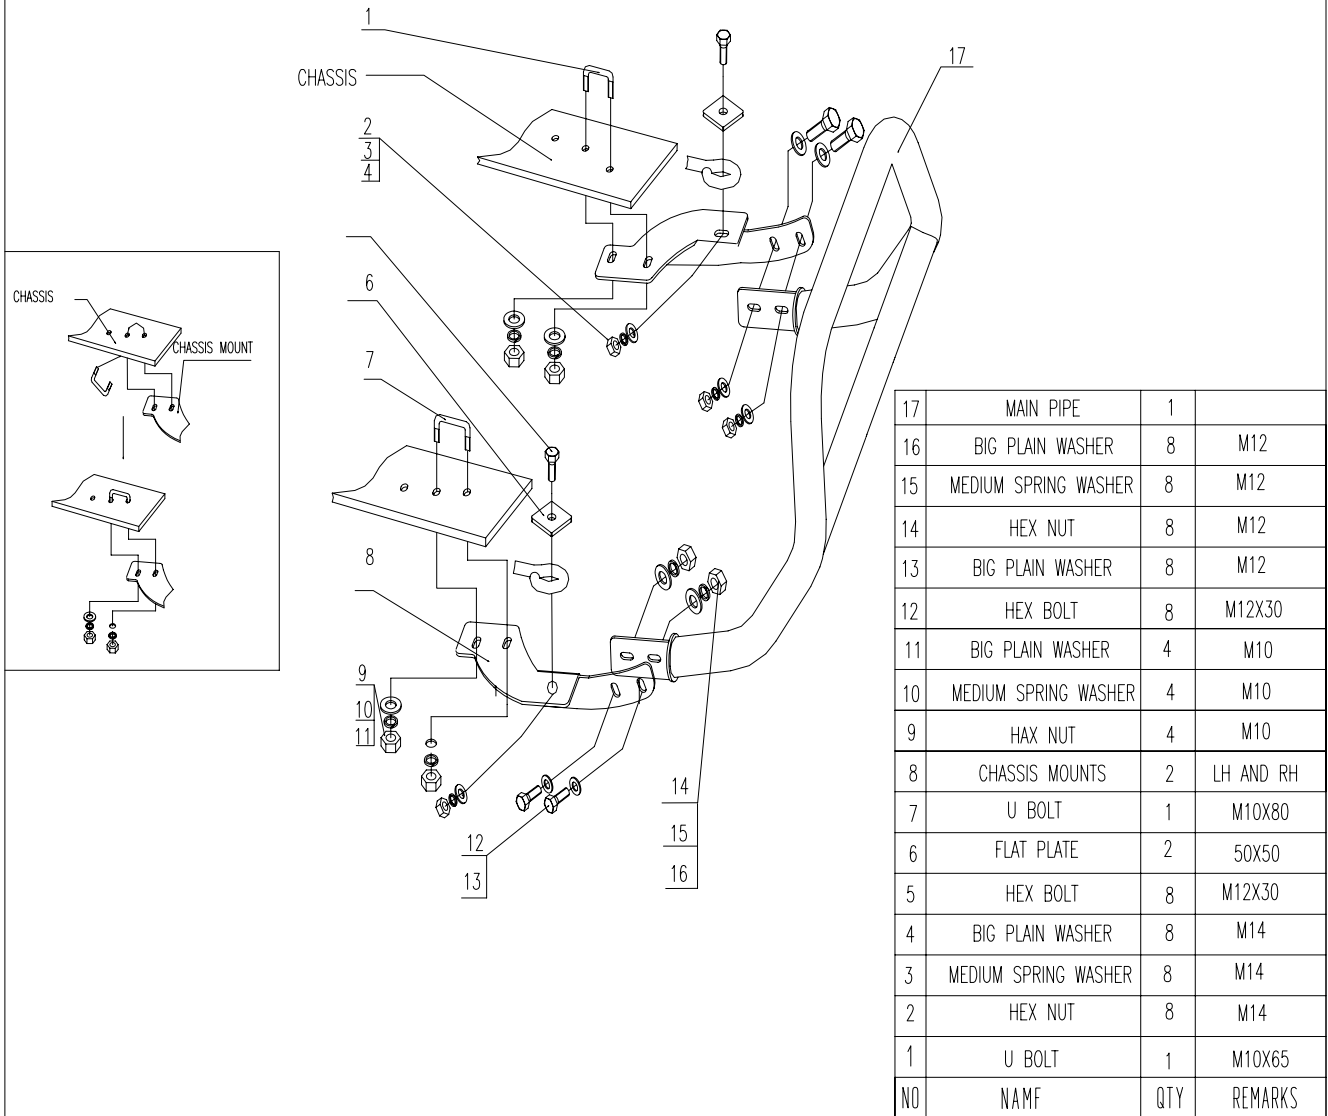 1
17
CHASSIS
2
3
4
6
7
8
9
10
11
12
13
14
15
16
CHASSIS
CHASSIS MOUNT
17 MAIN PIPE 1
16 BIG PLAIN WASHER 8 M12
15 MEDIUM SPRING WASHER 8 M12
14 HEX NUT 8 M12
13 BIG PLAIN WASHER 8 M12
12 HEX BOLT 8 M12X30
11 BIG PLAIN WASHER 4 M10
10 MEDIUM SPRING WASHER 4 M10
9 HAX NUT 4 M10
8 CHASSIS MOUNTS 2 LH AND RH
7 U BOLT 1 M10X80
6 FLAT PLATE 2 50X50
5 HEX BOLT 8 M12X30
4 BIG PLAIN WASHER 8 M14
3 MEDIUM SPRING WASHER 8 M14
2 HEX NUT 8 M14
1 U BOLT 1 M10X65
NO NAMF QTY REMARKS